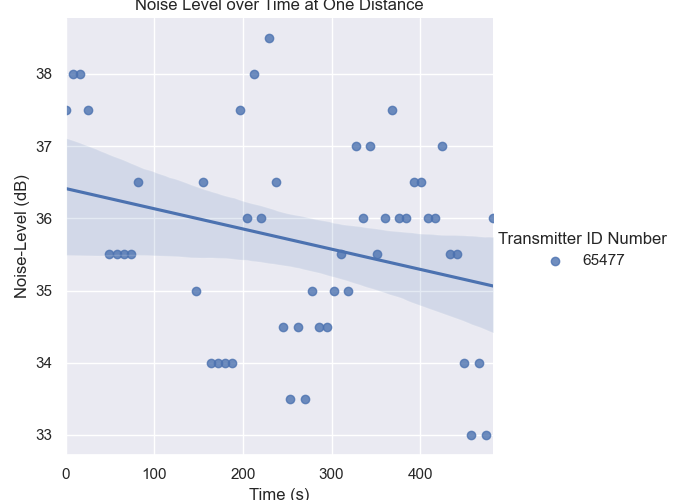 Noise Level over Time at One Distance
38
37
36
35
34
33
Noise-Level (dB)
0 100 200 300 400
Time (s)
Transmitter ID Number
65477